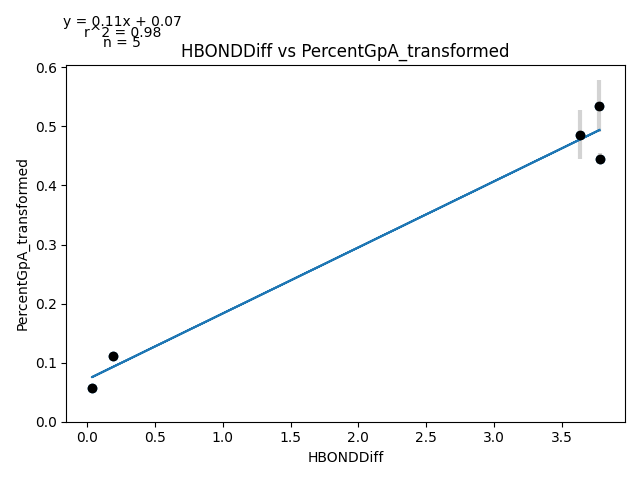 y = 0.11x + 0.07
r^2 = 0.98
n = 5
HBONDDiff vs PercentGpA_transformed
0.6
0.5
0.4
0.3
0.2
0.1
0.0
PercentGpA_transformed
0.0 0.5 1.0 1.5 2.0 2.5 3.0 3.5
HBONDDiff